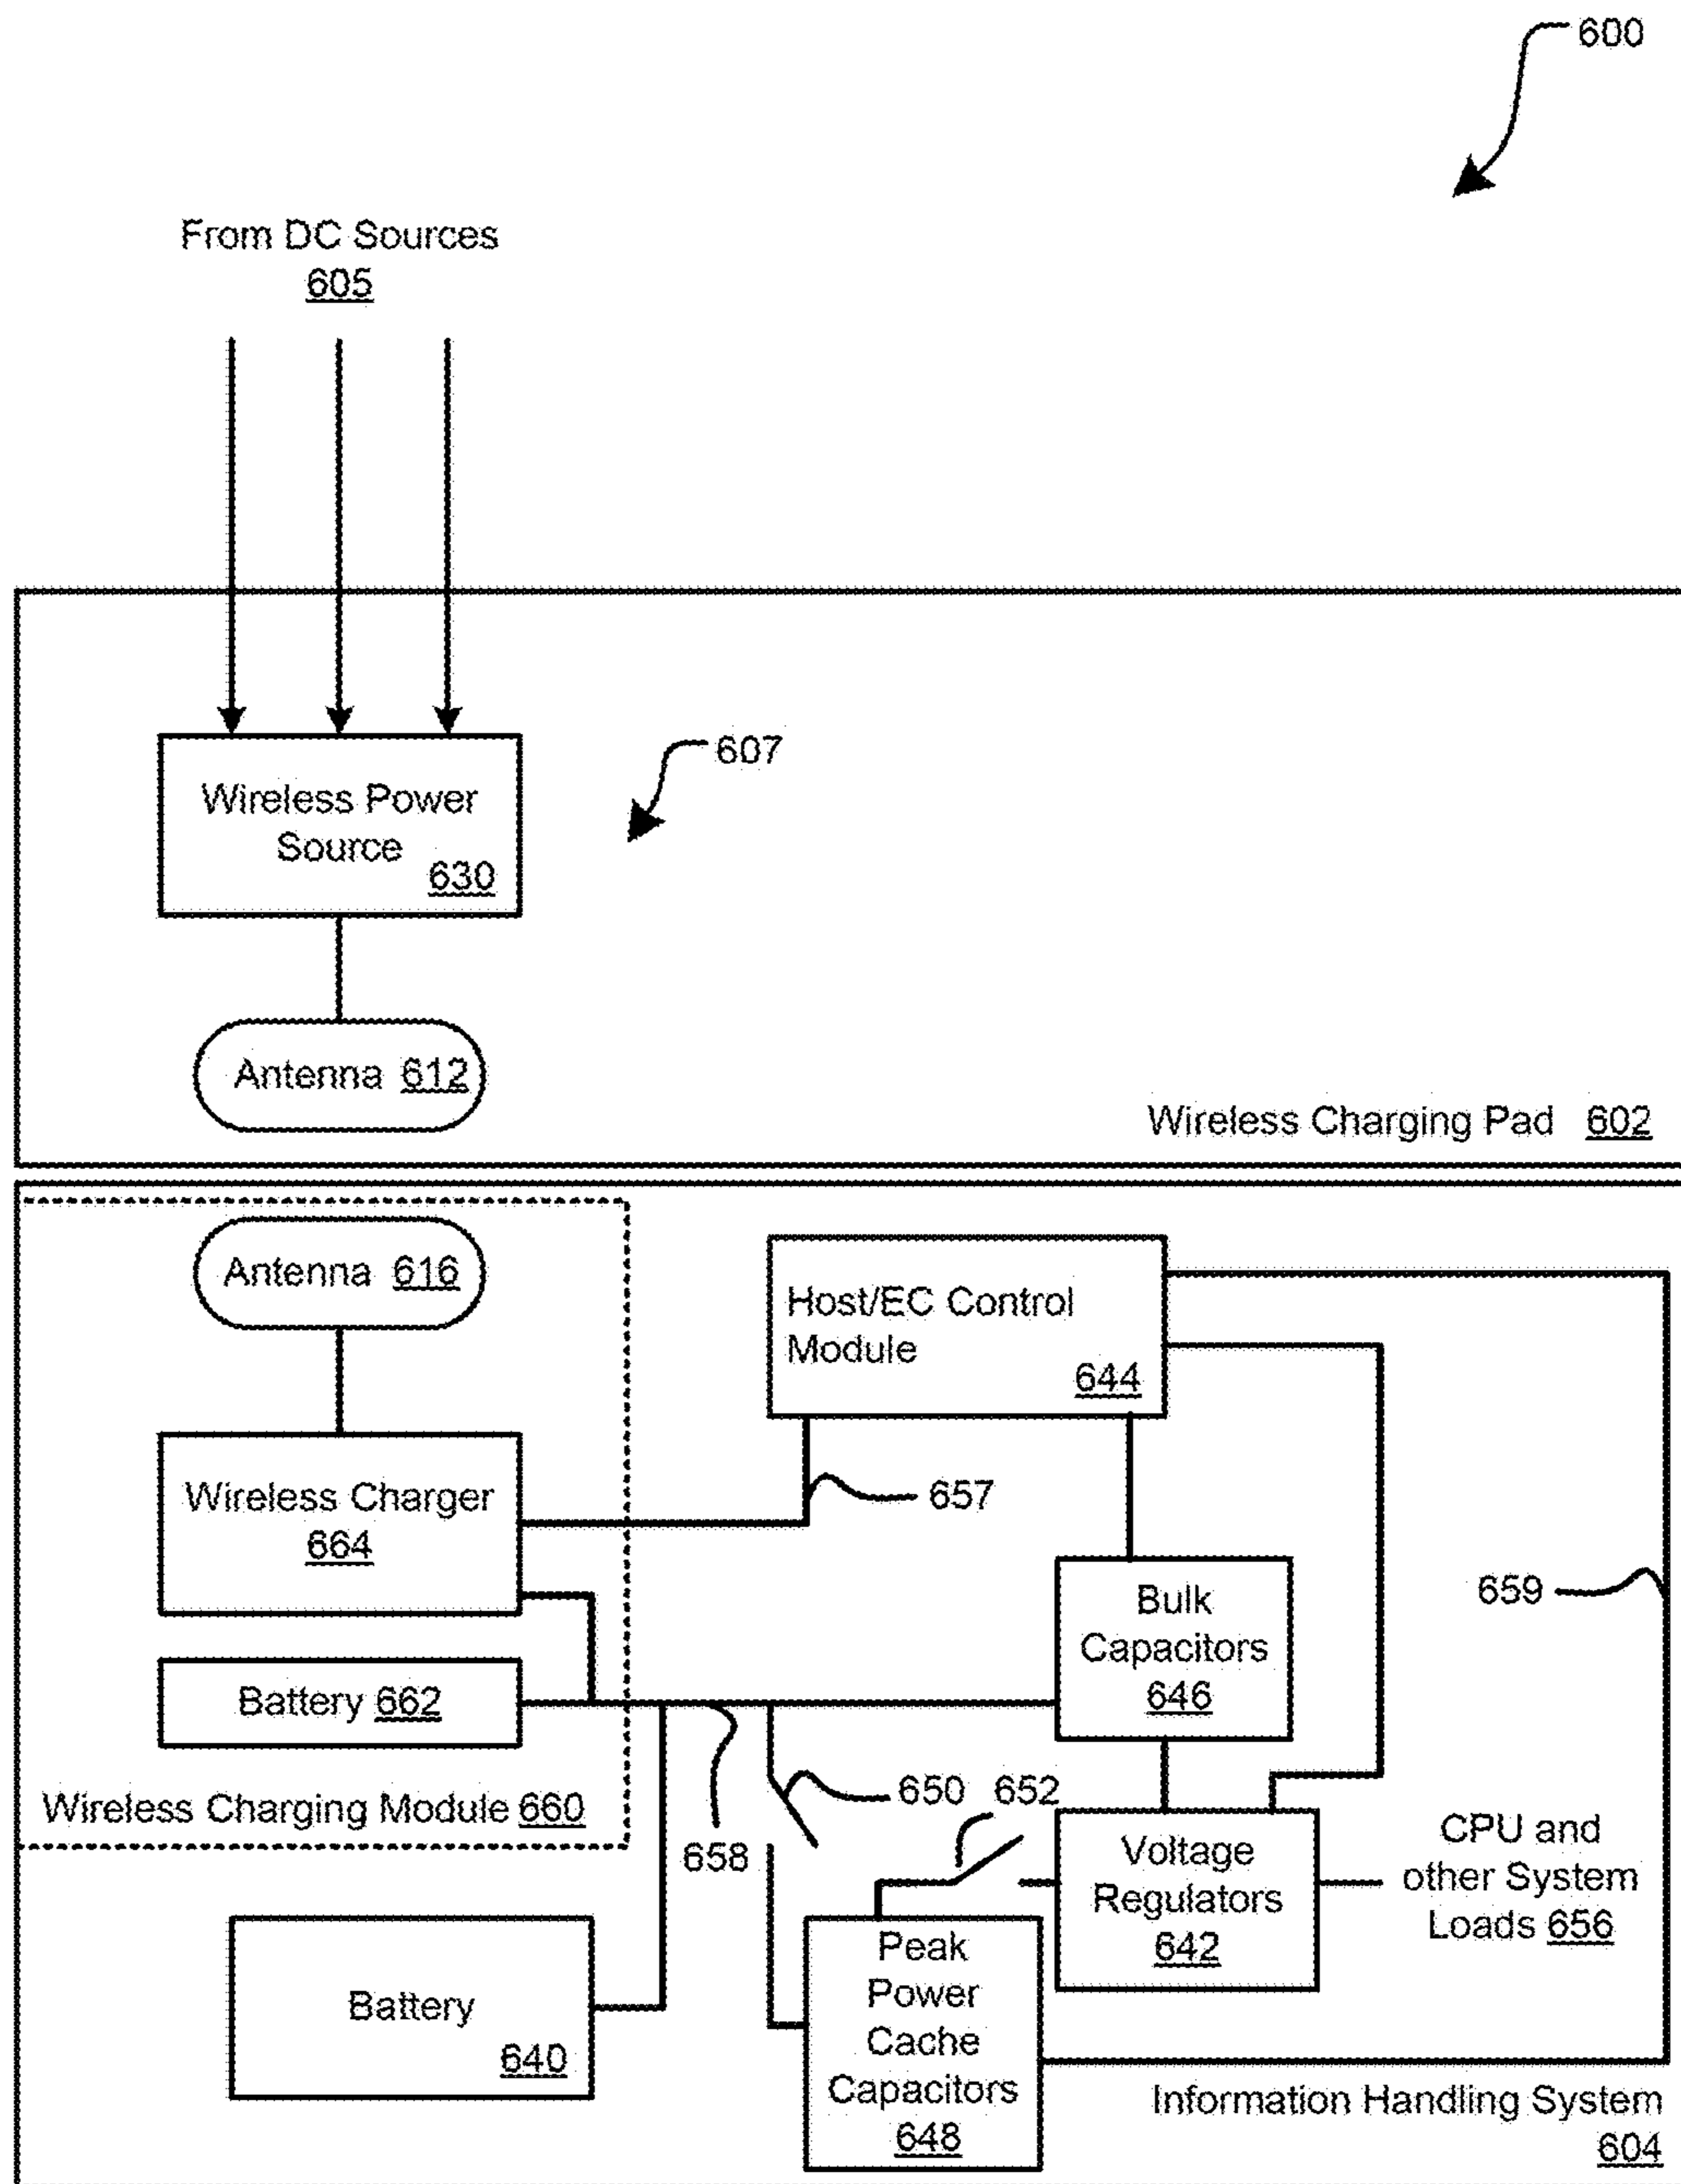 600
From DC Sources
605
607
Wireless Power
Source
630
Antenna 612
Wireless Charging Pad 602
Antenna 616
Host/EC Control
Module
644
Wireless Charger
664
657
659
Bulk
Capacitors
646
Battery 662
650
652
Wireless Charging Module 660
658
Voltage
Regulators
642
CPU and
other System
Loads 656
Battery
640
Peak
Power
Cache
Capacitors
648
Information Handling System
604